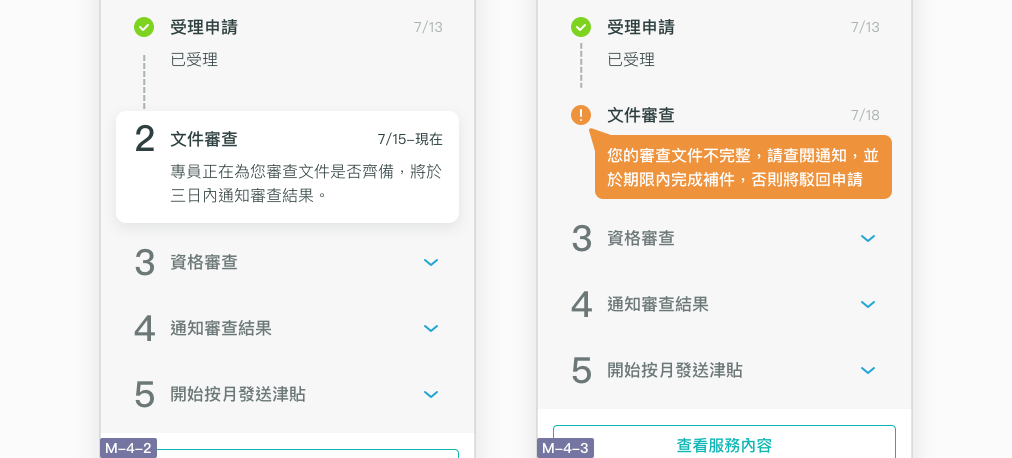 受理申請 7/13
已受理
2 文件審查 7/15–現在
專員正在為您審查文件是否齊備，將於
三日內通知審查結果。
3 資格審查
4 通知審查結果
5 開始按月發送津貼
M–4–2
受理申請 7/13
已受理
文件審查 7/18
您的審查文件不完整，請查閱通知，並
於期限內完成補件，否則將駁回申請
3 資格審查
4 通知審查結果
5 開始按月發送津貼
查看服務內容
M–4–3